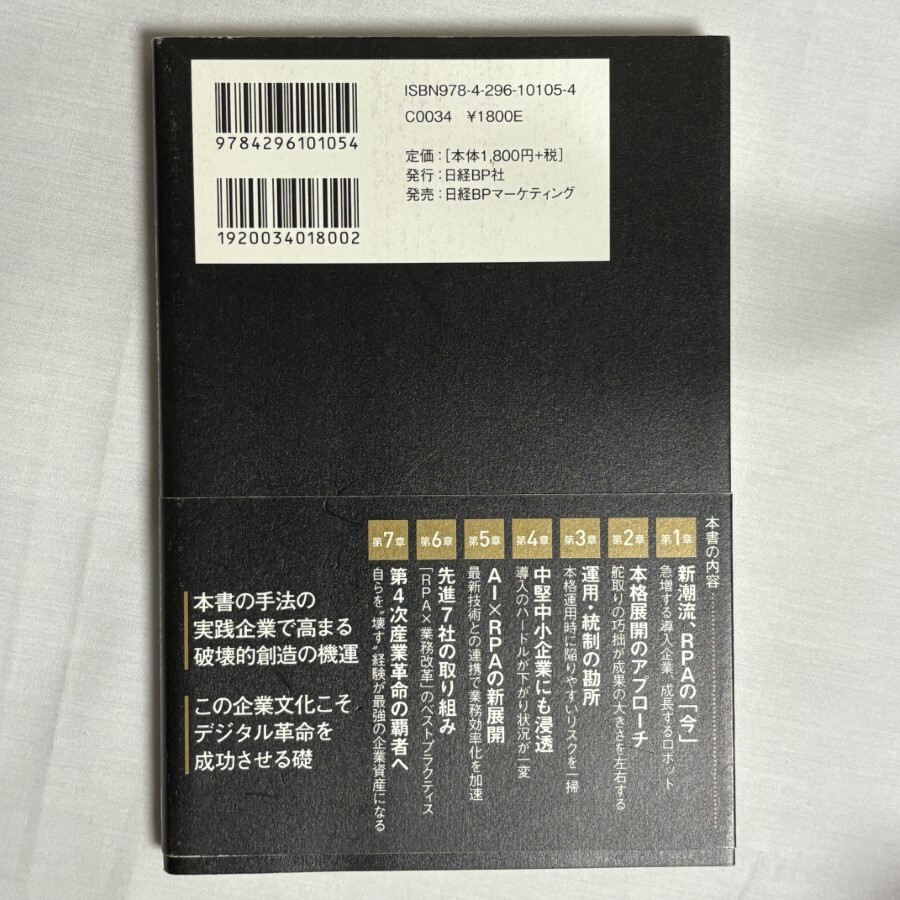 ISBN978-4-296-10105-4
C0034 ¥1800E
定価：[本体1,800円+税]
発行：日経BP社
発売：日経BPマーケティング
9784296101054
1920034018002
本書の内容
第1章
新潮流、RPAの「今」
急増する導入企業 成長するロボット
第2章
本格展開のアプローチ
舵取りの巧拙が成果の大きさを左右する
第3章
運用・統制の勘所
本格運用時に陥りやすいリスクを一掃
第4章
中堅中小企業にも浸透
導入のハードルが下がり状況が一変
第5章
AI×RPAの新展開
最新技術との連携で業務効率化を加速
第6章
先進7社の取り組み
「RPA×業務改革」のベストプラクティス
第7章
第4次産業革命の覇者へ
自らを“壊す”経験が最強の企業資産になる
本書の手法の
実践企業で高まる
破壊的創造の機運
この企業文化こそ
デジタル革命を
成功させる礎